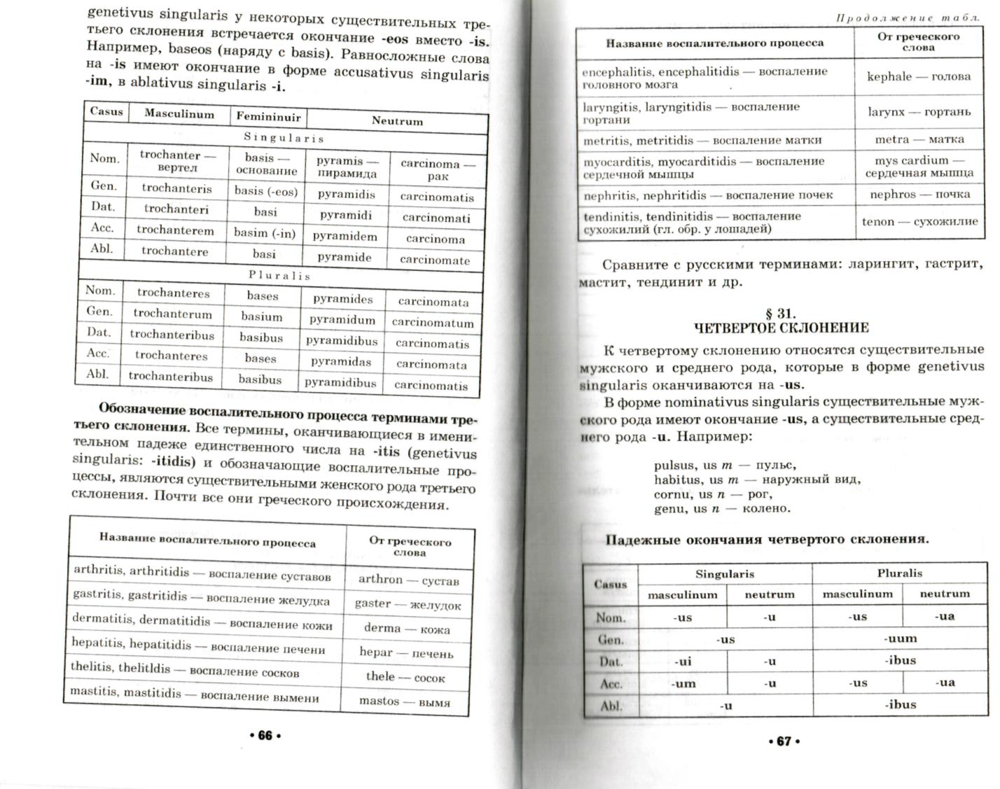 genetivus singularis у некоторых существительных тре-
тьего склонения встречается окончание -eos вместо -is.
Например, baseos (наряду с basis). Равносложные слова
на -is имеют окончание в форме accusativus singularis
-im, в ablativus singularis -i.
Casus Masculinum Femininuir Neutrum
Singularis
Nom. trochanter — basis — pyramis — carcinoma —
вертел основание пирамида рак
Gen. trochanteris basis (-eos) pyramidis carcinomatis
Dat. trochanteri basi pyramidi carcinomati
Acc. trochanterem basim (-in) pyramidem carcinoma
Abl. trochantere basi pyramide carcinomate
Pluralis
Nom. trochanteres bases pyramides carcinomata
Gen. trochanterum basium pyramidum carcinomatum
Dat. trochanteribus basibus pyramidibus carcinomatis
Acc. trochanteres bases pyramidas carcinomata
Abl. trochanteribus basibus pyramidibus carcinomatis
Обозначение воспалительного процесса терминами тре-
тьего склонения. Все термины, оканчивающиеся в имени-
тельном падеже единственного числа на -itis (genetivus
singularis: -itidis) и обозначающие воспалительные про-
цессы, являются существительными женского рода третьего
склонения. Почти все они греческого происхождения.
Название воспалительного процесса От греческого
слова
arthritis, arthritidis — воспаление суставов arthron — сустав
gastritis, gastritidis — воспаление желудка gaster — желудок
dermatitis, dermatitidis — воспаление кожи derma — кожа
hepatitis, hepatitidis — воспаление печени hepar — печень
thelitis, thelitldis — воспаление сосков thele — сосок
mastitis, mastitidis — воспаление вымени mastos — вымя
• 66 •
Продолжение табл.
Название воспалительного процесса От греческого
слова
encephalitis, encephalitidis — воспаление
головного мозга kephale — голова
laryngitis, laryngitidis — воспаление
гортани larynx — гортань
metritis, metritidis — воспаление матки metra — матка
myocarditis, myocarditidis — воспаление mys cardium —
сердечной мышцы сердечная мышца
nephritis, nephritidis — воспаление почек nephros — почка
tendinitis, tendinitidis — воспаление
сухожилий (гл. обр. у лошадей) tenon — сухожилие
Сравните с русскими терминами: ларингит, гастрит,
мастит, тендинит и др.
§ 31.
ЧЕТВЕРТОЕ СКЛОНЕНИЕ
К четвертому склонению относятся существительные
мужского и среднего рода, которые в форме genetivus
singularis оканчиваются на -us.
В форме nominativus singularis существительные муж-
ского рода имеют окончание -us, а существительные сред-
него рода -u. Например:
pulsus, us m — пульс,
habitus, us m — наружный вид,
cornu, us n — рог,
genu, us n — колено.
Падежные окончания четвертого склонения.
Casus Singularis Pluralis
masculinum neutrum masculinum neutrum
Nom. -us -u -us -ua
Gen. -us -uum
Dat. -ui -u -ibus
Acc. -um -u -us -ua
Abl. -u -ibus
• 67 •